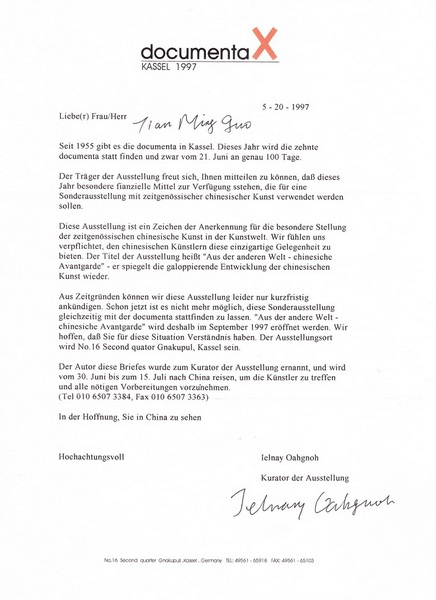 documenta X
KASSEL 1997
5 - 20 - 1997
Liebe(r) Frau/Herr Jian Ming Guo
Seit 1955 gibt es die documenta in Kassel. Dieses Jahr wird die zehnte
documenta statt finden und zwar vom 21. Juni an genau 100 Tage.
Der Träger der Ausstellung freut sich, Ihnen mitteilen zu können, daß dieses
Jahr besondere fianzielle Mittel zur Verfügung sstehen, die für eine
Sonderausstellung mit zeitgenössischer chinesischer Kunst verwendet werden
sollen.
Diese Ausstellung ist ein Zeichen der Anerkennung für die besondere Stellung
der zeitgenössischen chinesische Kunst in der Kunstwelt. Wir fühlen uns
verpflichtet, den chinesischen Künstlern diese einzigartige Gelegenheit zu
bieten. Der Titel der Ausstellung heißt "Aus der anderen Welt - chinesiche
Avantgarde" - er spiegelt die galoppierende Entwicklung der chinesischen
Kunst wieder.
Aus Zeitgründen können wir diese Ausstellung leider nur kurzfristig
ankündigen. Schon jetzt ist es nicht mehr möglich, diese Sonderausstellung
gleichzeitig mit der documenta stattfinden zu lassen. "Aus der andere Welt -
chinesiche Avantgarde" wird deshalb im September 1997 eröffnet werden. Wir
hoffen, daß Sie für diese Situation Verständnis haben. Der Ausstellungsort
wird No.16 Second quator Gnakupul, Kassel sein.
Der Autor diese Briefes wurde zum Kurator der Ausstellung ernannt, und wird
vom 30. Juni bis zum 15. Juli nach China reisen, um die Künstler zu treffen
und alle nötigen Vorbereitungen vorzunehmen.
(Tel 010 6507 3384, Fax 010 6507 3363)
In der Hoffnung, Sie in China zu sehen
Hochachtungsvoll
Ielnay Oahgnoh
Kurator der Ausstellung
Ielnay Oahgnoh
No.16 Second quarter Gnakupul ,Kassel , Germany TEL: 49561 - 65918 FAX: 49561 - 65103